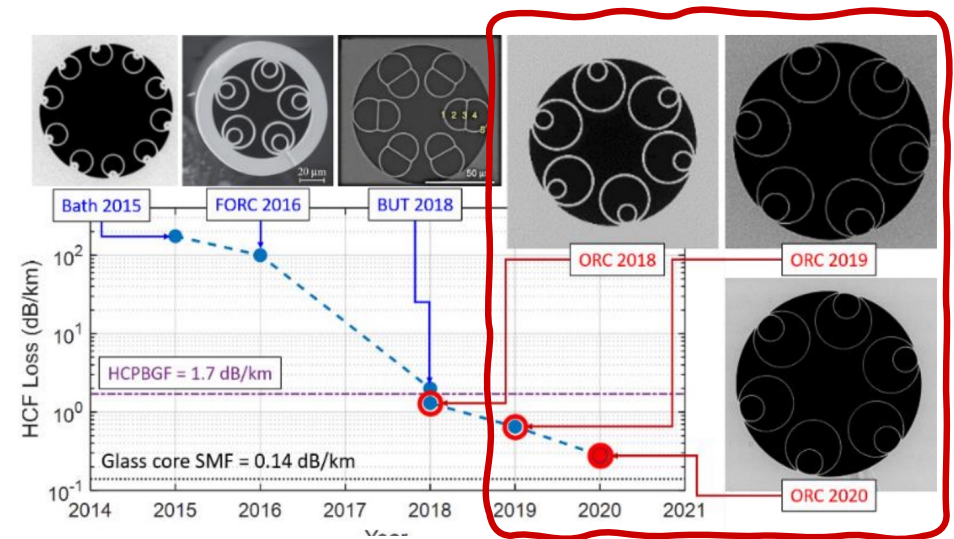 20 μm
1 2 3 4
5
50 μ
Bath 2015
FORC 2016
BUT 2018
ORC 2018
ORC 2019
HCF Loss (dB/km)
10²
10¹
10⁰
10⁻¹
HCPBGF = 1.7 dB/km
Glass core SMF = 0.14 dB/km
ORC 2020
2014 2015 2016 2017 2018 2019 2020 2021
Year